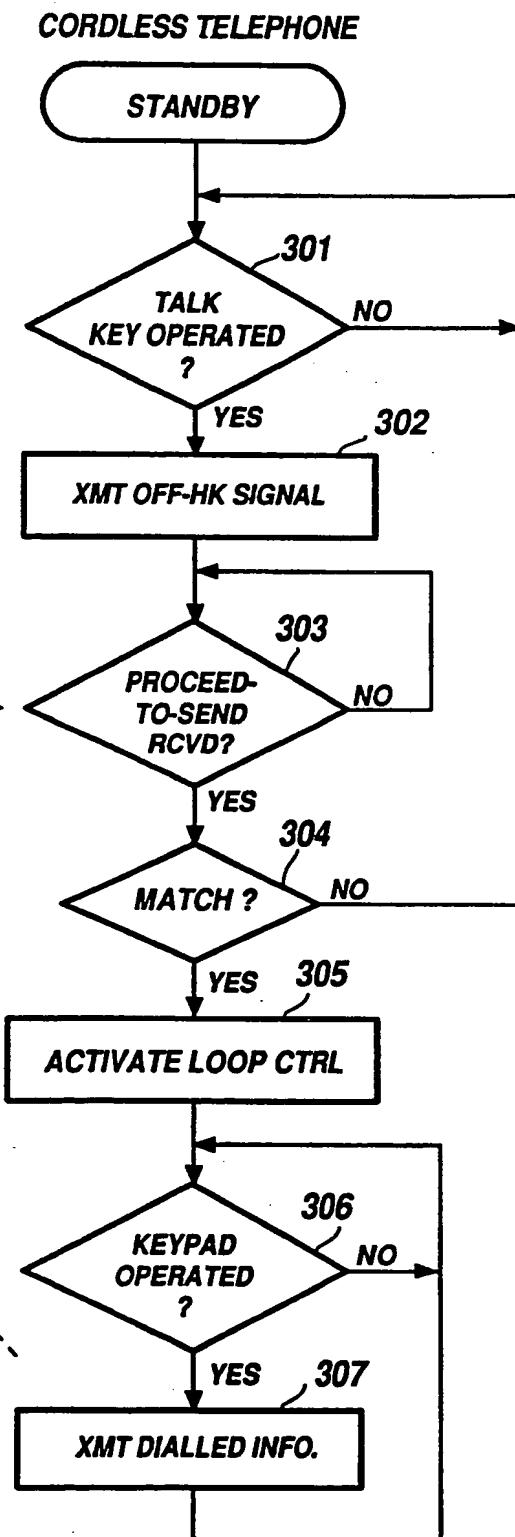 CORDLESS TELEPHONE
STANDBY
301
TALK
KEY OPERATED
?
NO
YES
302
XMT OFF-HK SIGNAL
303
PROCEED-
TO-SEND
RCVD?
NO
YES
304
MATCH ?
NO
YES
305
ACTIVATE LOOP CTRL
306
KEYPAD
OPERATED
?
NO
YES
307
XMT DIALLED INFO.